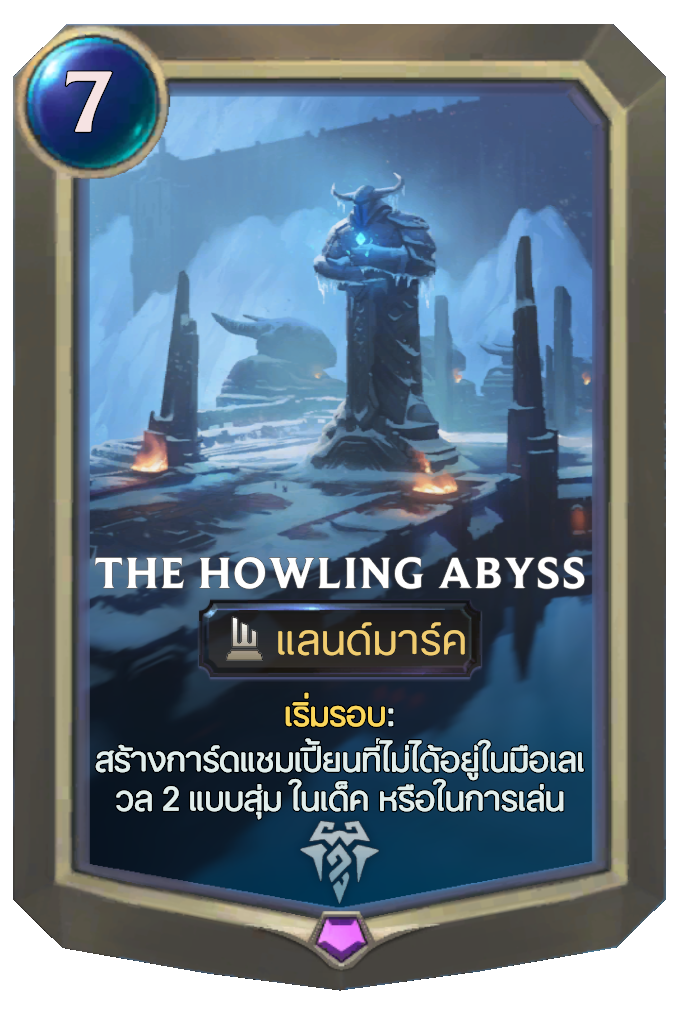 7
THE HOWLING ABYSS
แลนด์มาร์ค
เริ่มรอบ:
สร้างการ์ดแชมเปี้ยนที่ไม่ได้อยู่ในมือเลเ
วล 2 แบบสุ่ม ในเด็ค หรือในการเล่น